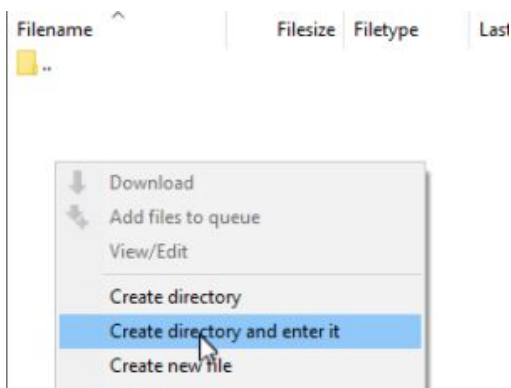 Filename Filesize Filetype Last
..
Download
Add files to queue
View/Edit
Create directory
Create directory and enter it
Create new file